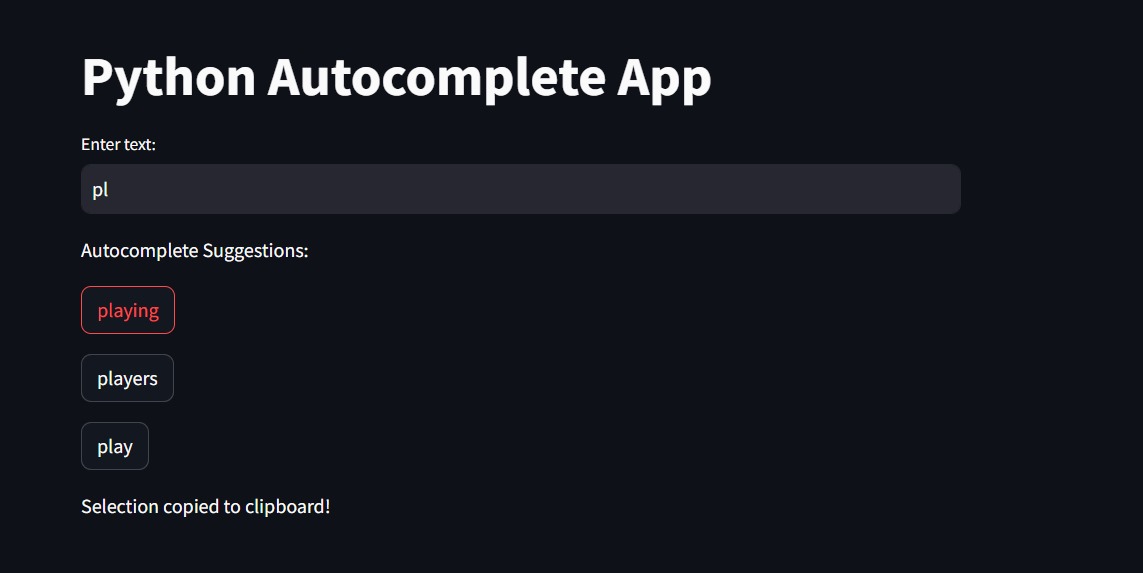 Python Autocomplete App
Enter text:
pl
Autocomplete Suggestions:
playing
players
play
Selection copied to clipboard!